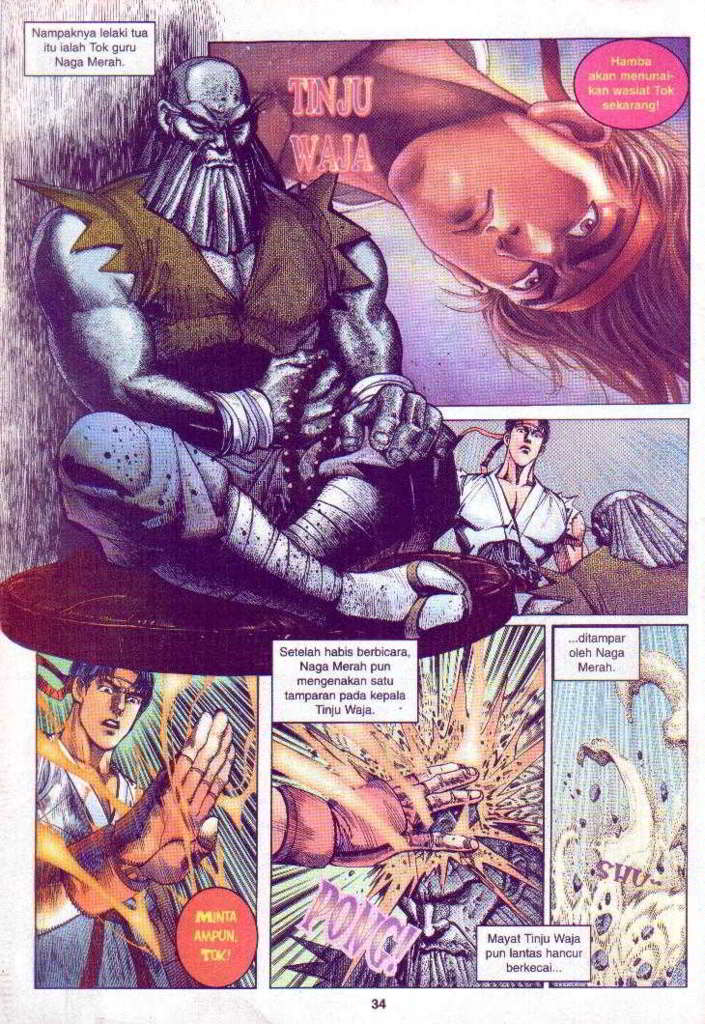 Nampaknya lelaki tua
itu ialah Tok guru
Naga Merah.
TINJU
WAJA
Hamba
akan menunai-
kan wasiat Tok
sekarang!
MINTA
AMPUN,
TOK!
Setelah habis berbicara,
Naga Merah pun
mengenakan satu
tamparan pada kepala
Tinju Waja.
PONG!
Mayat Tinju Waja
pun lantas hancur
berkecai...
...ditampar
oleh Naga
Merah.
SHUA
34